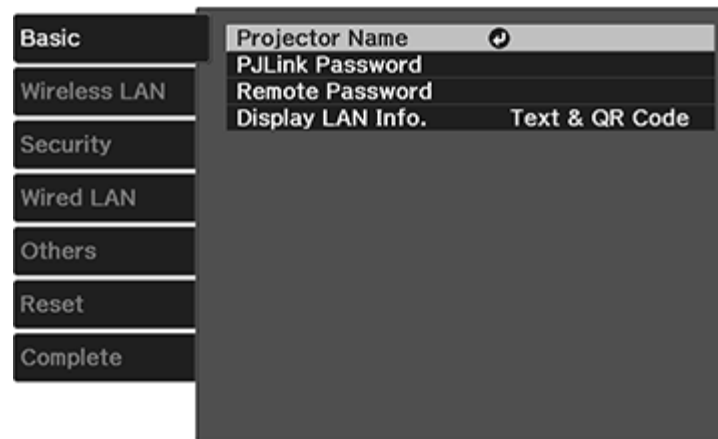 Basic
Wireless LAN
Security
Wired LAN
Others
Reset
Complete
Projector Name
PJLink Password
Remote Password
Display LAN Info. Text & QR Code